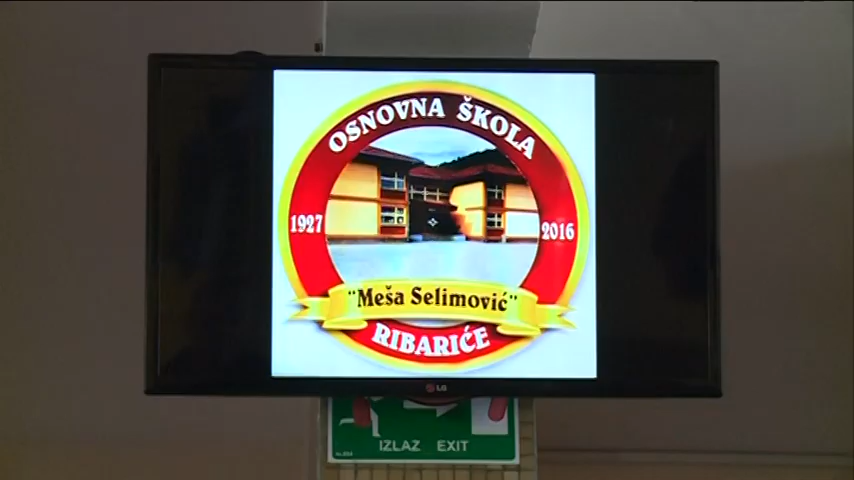 OSNOVNA ŠKOLA
1927
2016
"Meša Selimović"
RIBARIĆE
LG
IZLAZ EXIT